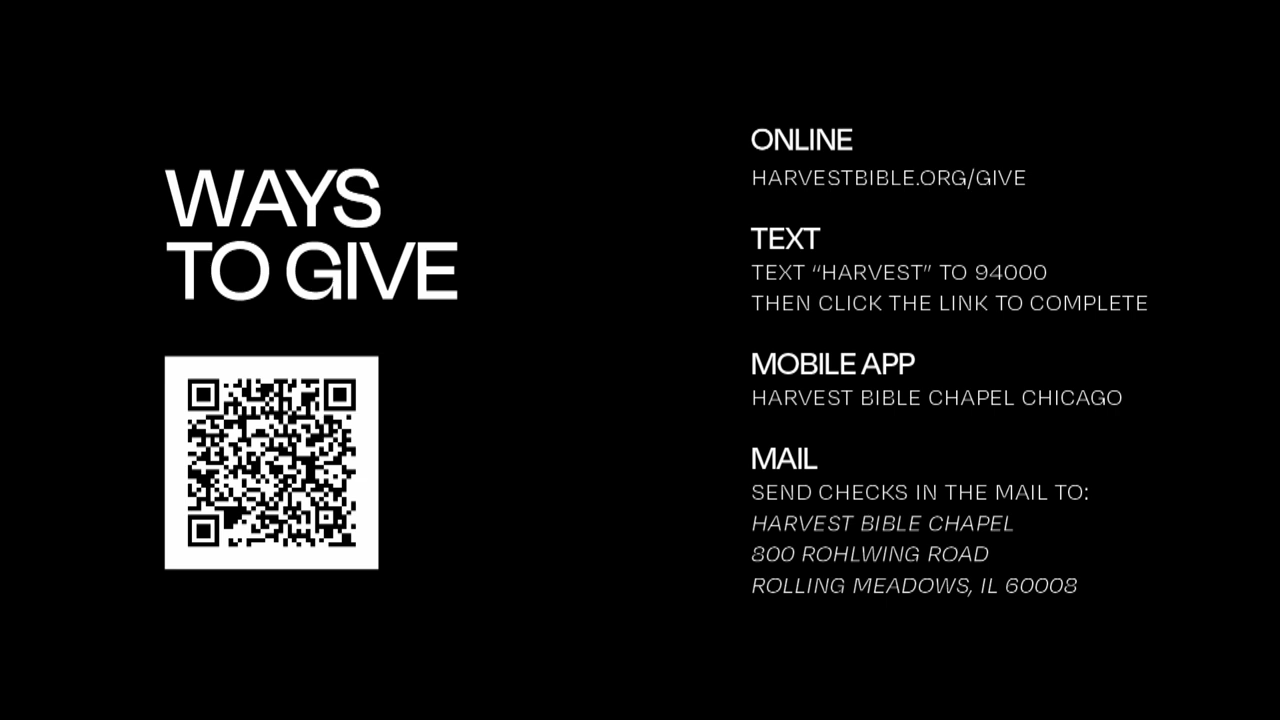 WAYS
TO GIVE
ONLINE
HARVESTBIBLE.ORG/GIVE
TEXT
TEXT “HARVEST” TO 94000
THEN CLICK THE LINK TO COMPLETE
MOBILE APP
HARVEST BIBLE CHAPEL CHICAGO
MAIL
SEND CHECKS IN THE MAIL TO:
HARVEST BIBLE CHAPEL
800 ROHLWING ROAD
ROLLING MEADOWS, IL 60008